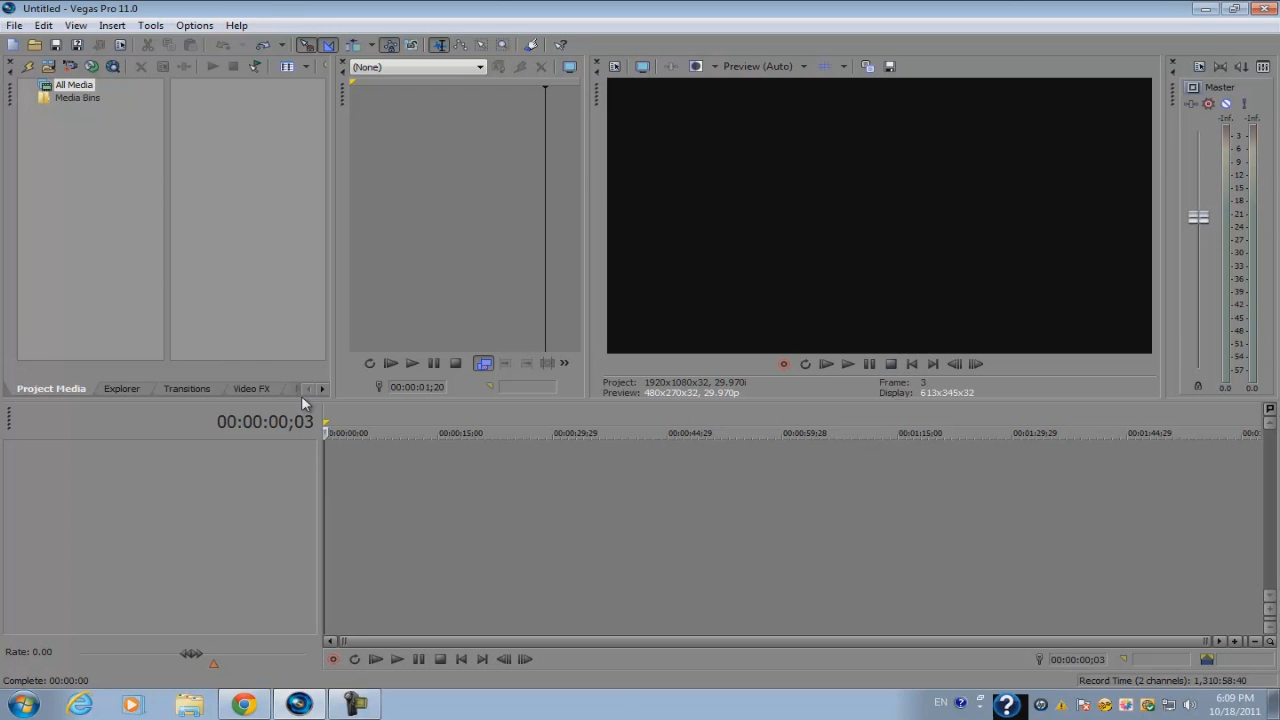 Untitled - Vegas Pro 11.0
File Edit View Insert Tools Options Help
(None)
Preview (Auto)
All Media
Media Bins
Master
-Inf. -Inf.
3
6
9
12
15
18
21
24
27
30
33
36
39
42
45
48
51
54
57
0.0 0.0
Project Media Explorer Transitions Video FX
00:00:01;20
Project: 1920x1080x32, 29.970i
Preview: 480x270x32, 29.970p
Frame: 3
Display: 613x345x32
00:00:00;03
0:00:00:00 00:00:15:00 00:00:29:29 00:00:44:29 00:00:59:28 00:01:15:00 00:01:29:29 00:01:44:29 00:0
Rate: 0.00
00:00:00;03
Complete: 00:00:00
Record Time (2 channels): 1,310:58:40
EN
6:09 PM
10/18/2011